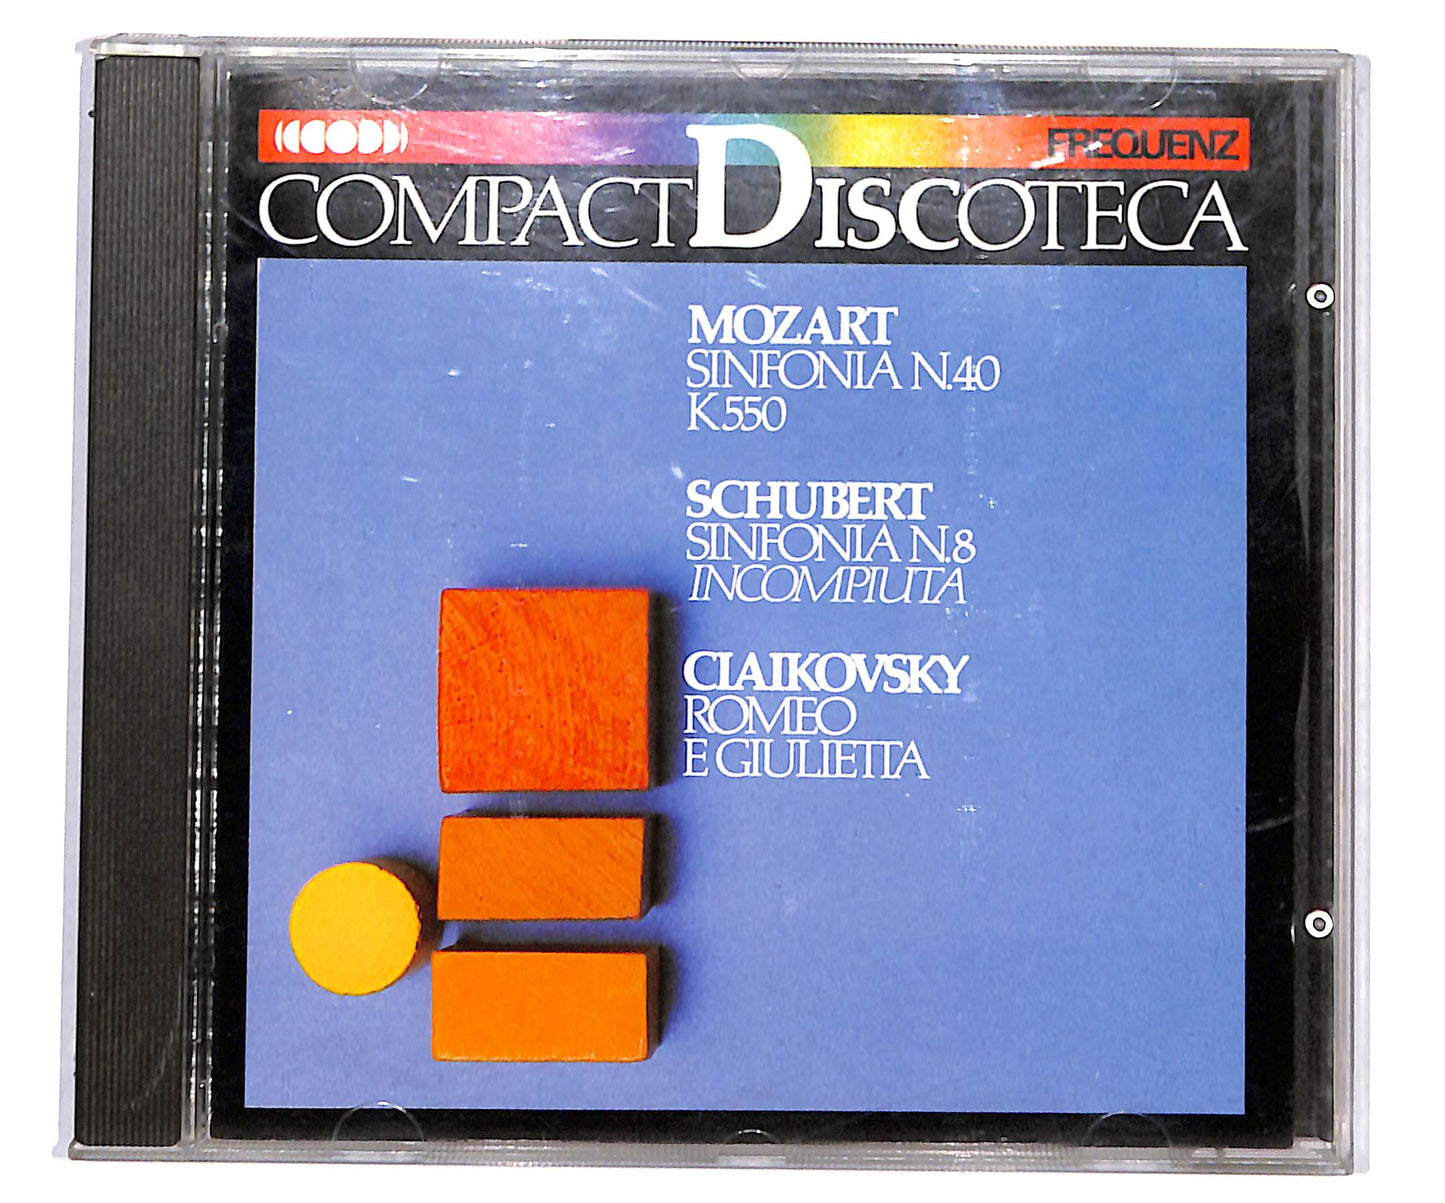 FREQUENZ
COMPACT DISCOTECA
MOZART
SINFONIA N.40
K 550
SCHUBERT
SINFONIA N.8
INCOMPIUTA
CIAIKOVSKY
ROMEO
E GIULIETTA